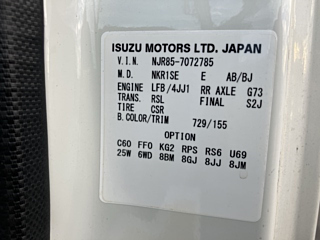 ISUZU MOTORS LTD. JAPAN
V.I.N. NJR85-7072785
M.D. NKR1SE E AB/BJ
ENGINE LFB/4JJ1 RR AXLE G73
TRANS. RSL FINAL S2J
TIRE CSR
B. COLOR/TRIM 729/155
OPTION
C60 FF0 KG2 RPS RS6 U69
25W 6WD 8BM 8GJ 8JJ 8JM